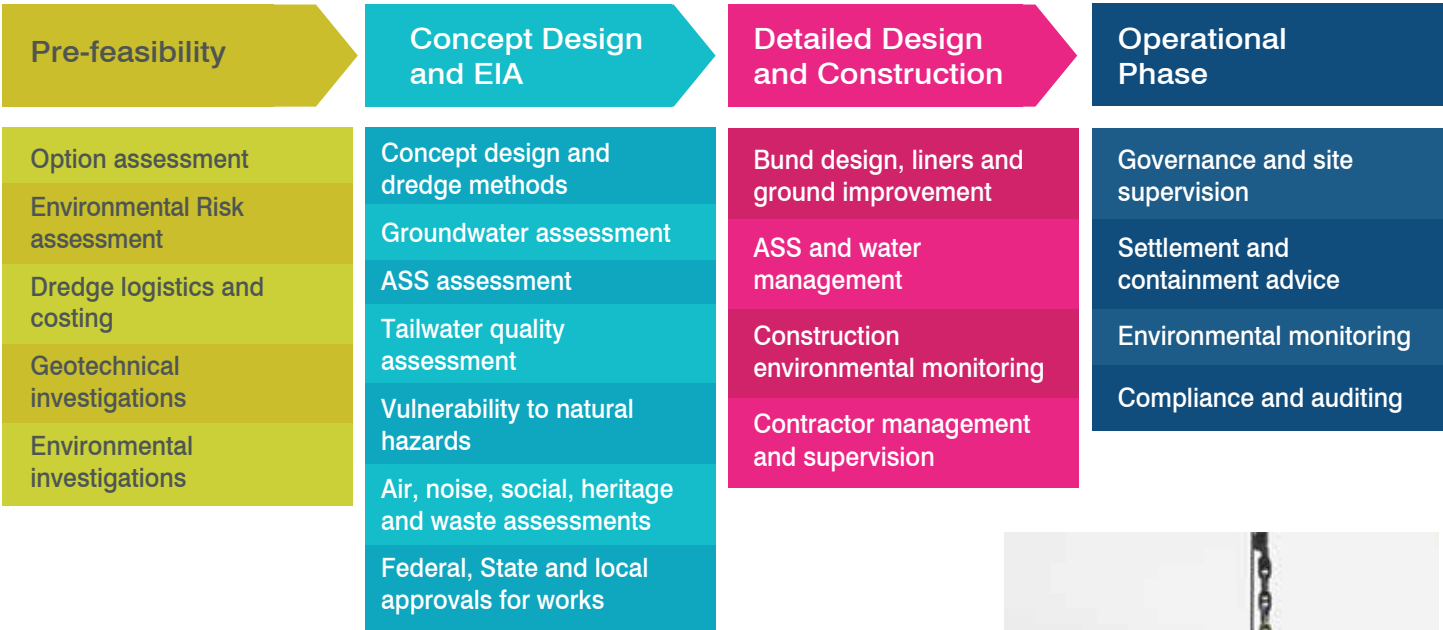 Pre-feasibility
Option assessment
Environmental Risk
assessment
Dredge logistics and
costing
Geotechnical
investigations
Environmental
investigations
Concept Design
and EIA
Concept design and
dredge methods
Groundwater assessment
ASS assessment
Tailwater quality
assessment
Vulnerability to natural
hazards
Air, noise, social, heritage
and waste assessments
Federal, State and local
approvals for works
Detailed Design
and Construction
Bund design, liners and
ground improvement
ASS and water
management
Construction
environmental monitoring
Contractor management
and supervision
Operational
Phase
Governance and site
supervision
Settlement and
containment advice
Environmental monitoring
Compliance and auditing